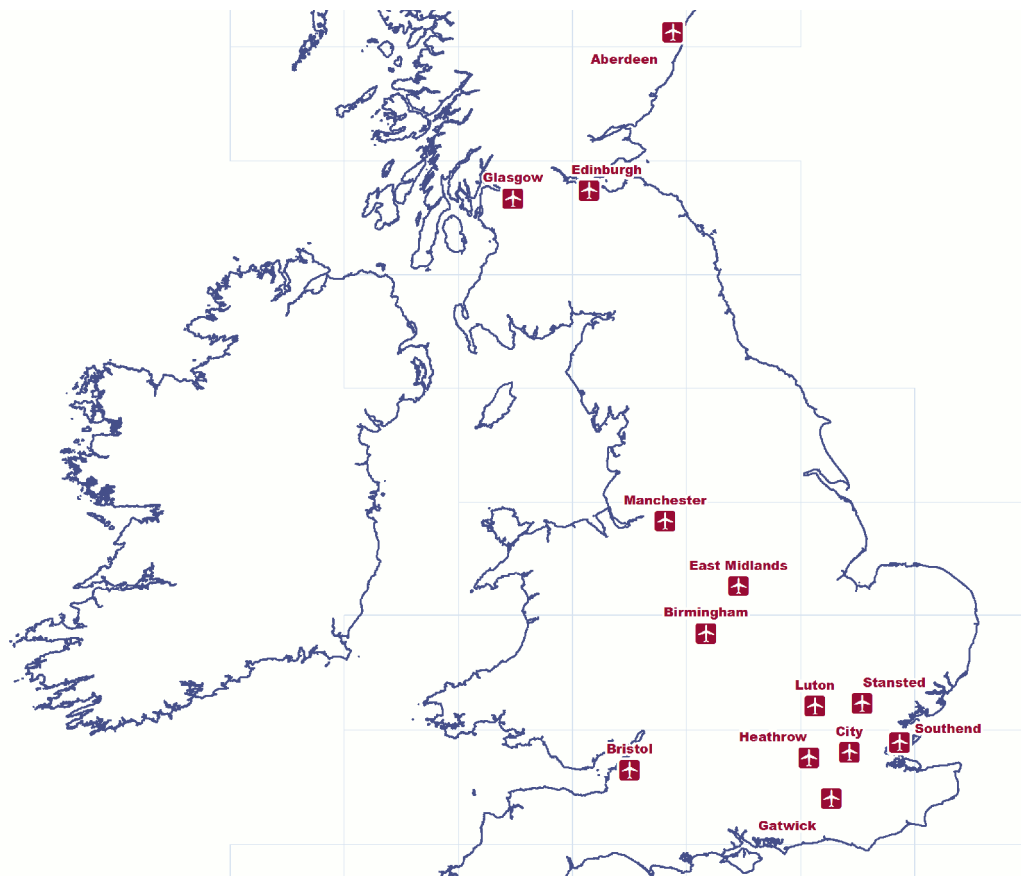 Aberdeen
Edinburgh
Glasgow
Manchester
East Midlands
Birmingham
Stansted
Luton
Southend
City
Heathrow
Bristol
Gatwick